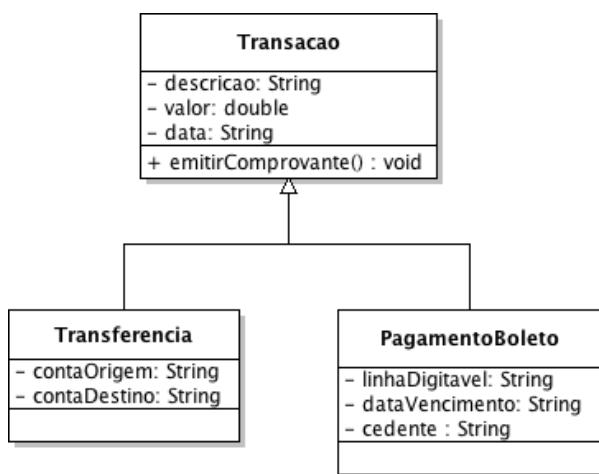 Transacao
- descricao: String
- valor: double
- data: String
+ emitirComprovante() : void
Transferencia
- contaOrigem: String
- contaDestino: String
PagamentoBoleto
- linhaDigitavel: String
- dataVencimento: String
- cedente : String